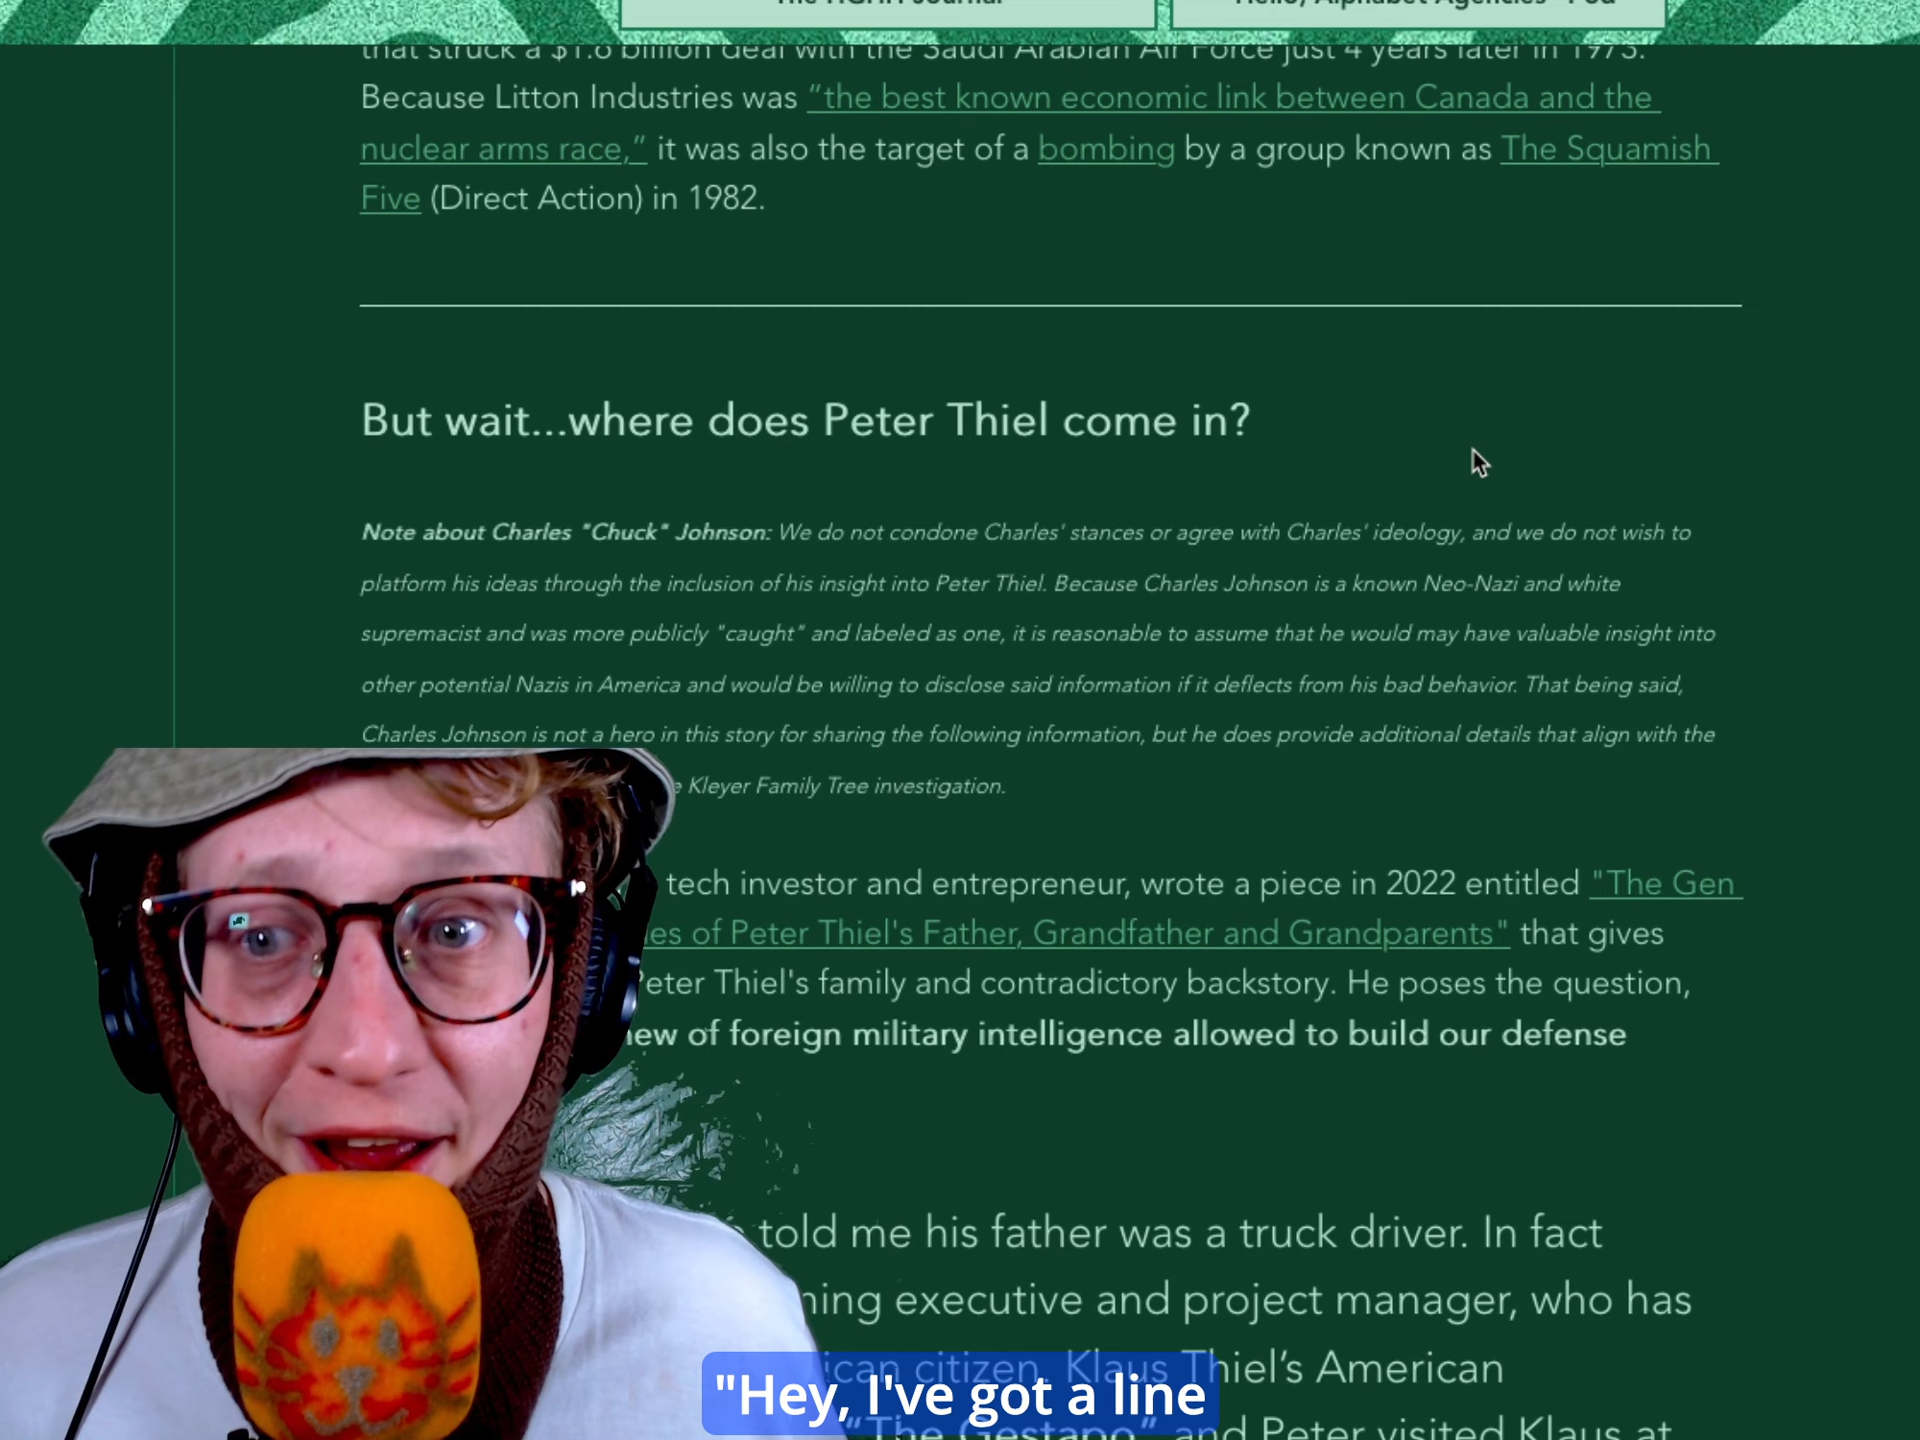 The HGHH Journal
Hello, Alphabet Agencies - Pod
that struck a $1.6 billion deal with the Saudi Arabian Air Force just 4 years later in 1973.
Because Litton Industries was “the best known economic link between Canada and the
nuclear arms race,” it was also the target of a bombing by a group known as The Squamish
Five (Direct Action) in 1982.
But wait...where does Peter Thiel come in?
Note about Charles "Chuck" Johnson: We do not condone Charles' stances or agree with Charles' ideology, and we do not wish to
platform his ideas through the inclusion of his insight into Peter Thiel. Because Charles Johnson is a known Neo-Nazi and white
supremacist and was more publicly "caught" and labeled as one, it is reasonable to assume that he would may have valuable insight into
other potential Nazis in America and would be willing to disclose said information if it deflects from his bad behavior. That being said,
Charles Johnson is not a hero in this story for sharing the following information, but he does provide additional details that align with the
Kleyer Family Tree investigation.
tech investor and entrepreneur, wrote a piece in 2022 entitled "The Gen
of Peter Thiel's Father, Grandfather and Grandparents" that gives
Peter Thiel's family and contradictory backstory. He poses the question,
of foreign military intelligence allowed to build our defense
told me his father was a truck driver. In fact
executive and project manager, who has
citizen. Klaus Thiel’s American
"Hey, I've got a line
“The Gestapo” and Peter visited Klaus at